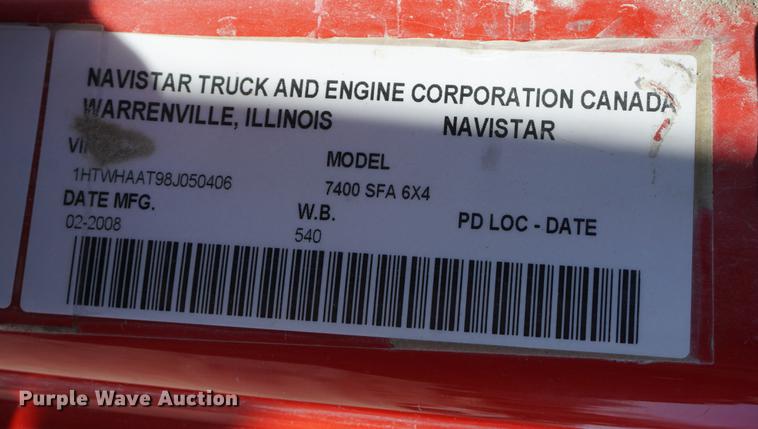 NAVISTAR TRUCK AND ENGINE CORPORATION CANADA
WARRENVILLE, ILLINOIS NAVISTAR
VIN MODEL
1HTWHAAT98J050406 7400 SFA 6X4
DATE MFG. W.B. PD LOC - DATE
02-2008 540
Purple Wave Auction